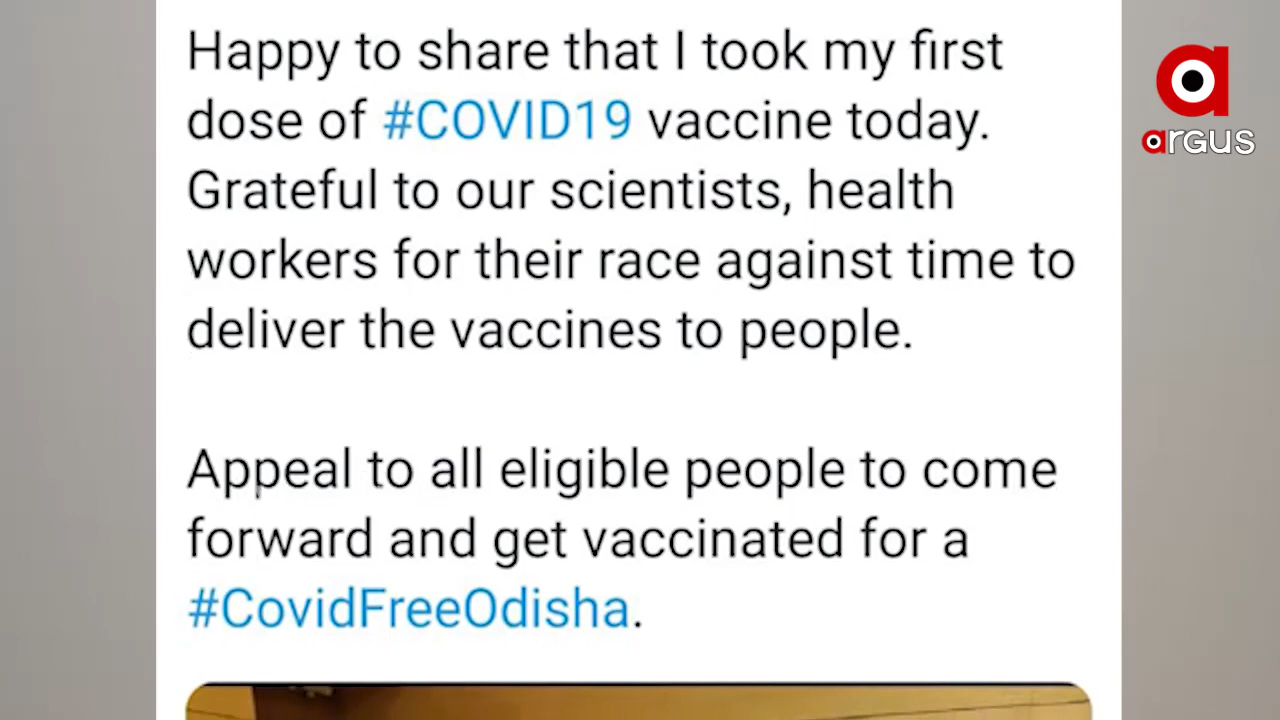 Happy to share that I took my first
dose of #COVID19 vaccine today.
Grateful to our scientists, health
workers for their race against time to
deliver the vaccines to people.
Appeal to all eligible people to come
forward and get vaccinated for a
#CovidFreeOdisha.
a
argus